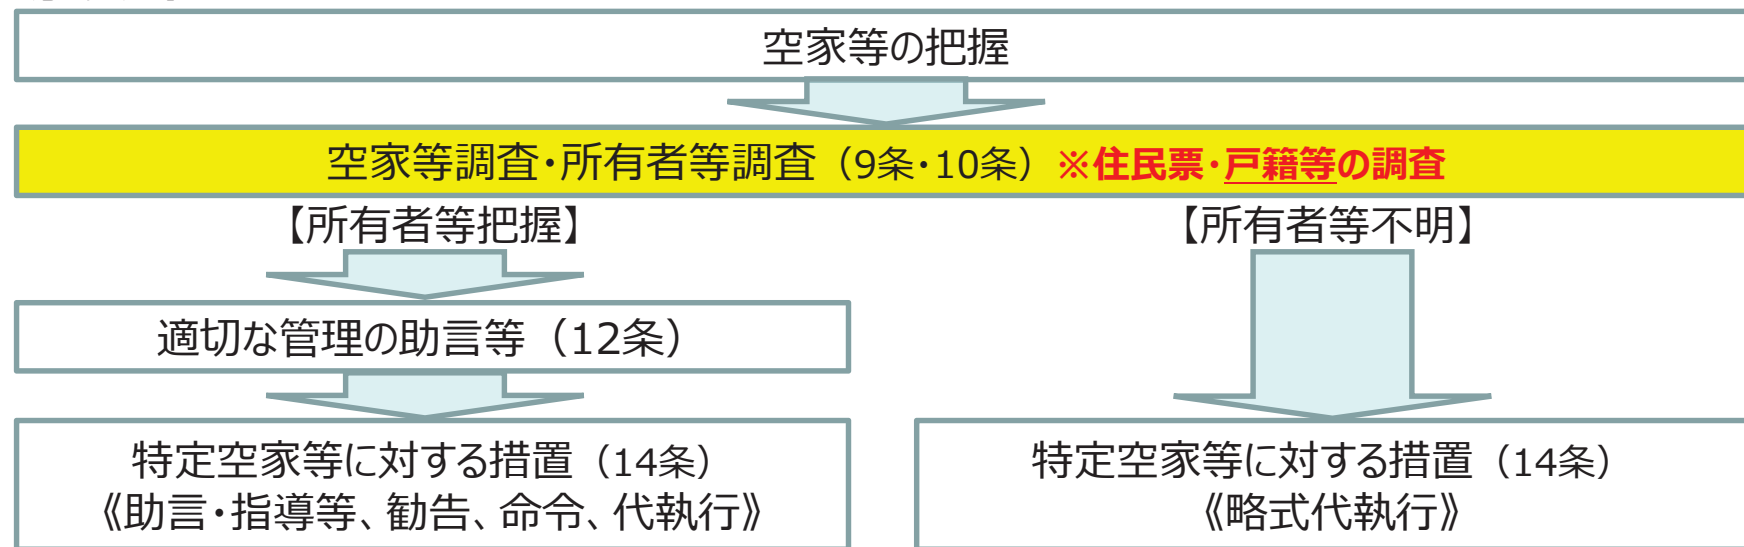 空家等の把握
空家等調査・所有者等調査（9条・10条）※住民票・戸籍等の調査
【所有者等把握】
【所有者等不明】
適切な管理の助言等（12条）
特定空家等に対する措置（14条）
《助言・指導等、勧告、命令、代執行》
特定空家等に対する措置（14条）
《略式代執行》